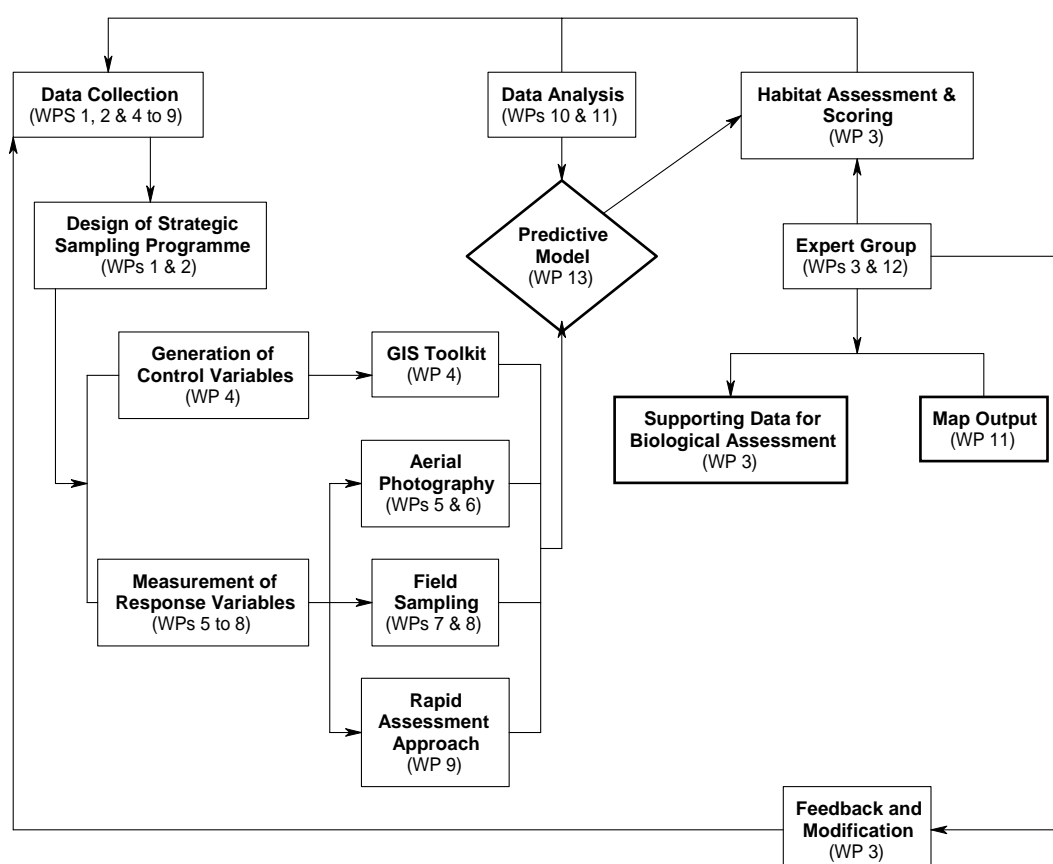 Data Collection
(WPS 1, 2 & 4 to 9)
Data Analysis
(WPs 10 & 11)
Habitat Assessment &
Scoring
(WP 3)
Design of Strategic
Sampling Programme
(WPs 1 & 2)
Predictive
Model
(WP 13)
Expert Group
(WPs 3 & 12)
Generation of
Control Variables
(WP 4)
GIS Toolkit
(WP 4)
Supporting Data for
Biological Assessment
(WP 3)
Map Output
(WP 11)
Aerial
Photography
(WPs 5 & 6)
Measurement of
Response Variables
(WPs 5 to 8)
Field
Sampling
(WPs 7 & 8)
Rapid
Assessment
Approach
(WP 9)
Feedback and
Modification
(WP 3)